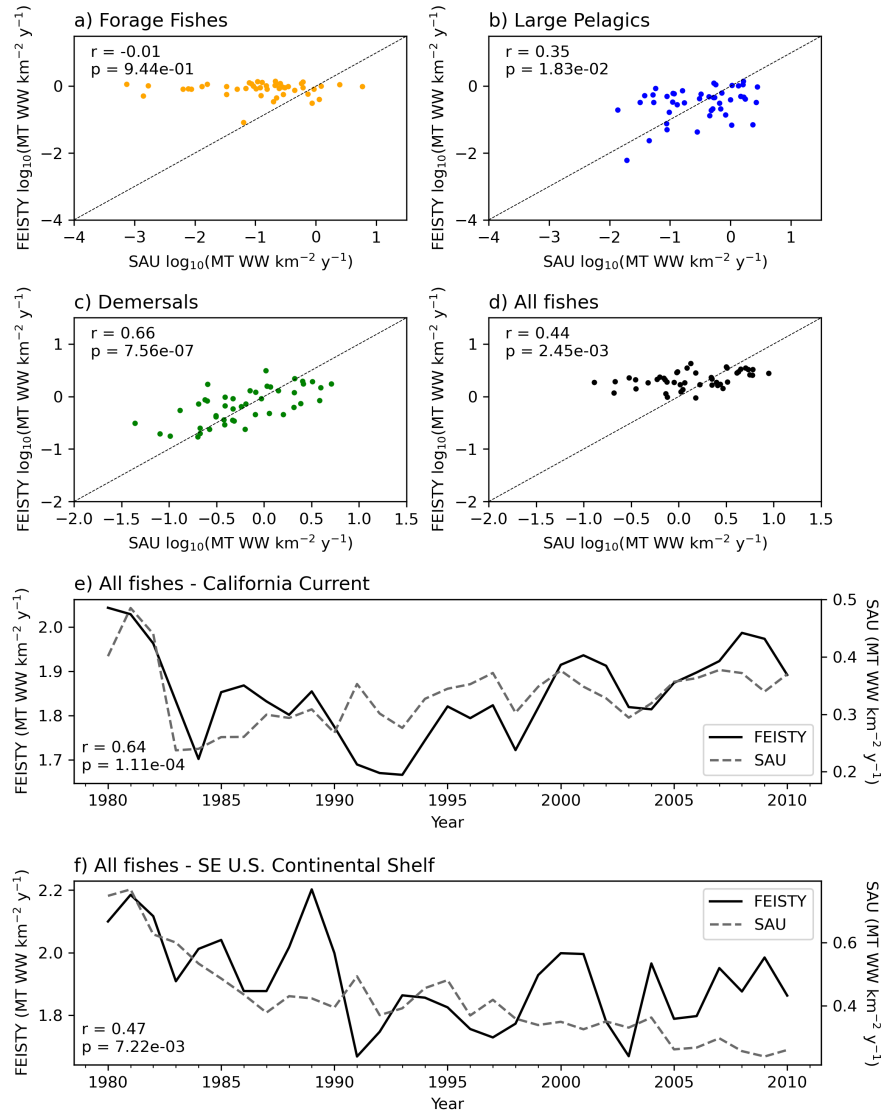 a) Forage Fishes
r = -0.01
p = 9.44e-01
FEISTY log₁₀(MT WW km⁻² y⁻¹)
0
−1
−2
−3
−4
−4 −3 −2 −1 0 1
SAU log₁₀(MT WW km⁻² y⁻¹)
b) Large Pelagics
r = 0.35
p = 1.83e-02
FEISTY log₁₀(MT WW km⁻² y⁻¹)
0
−2
−4
−4 −3 −2 −1 0 1
SAU log₁₀(MT WW km⁻² y⁻¹)
c) Demersals
r = 0.66
p = 7.56e-07
FEISTY log₁₀(MT WW km⁻² y⁻¹)
1
0
−1
−2
−2.0 −1.5 −1.0 −0.5 0.0 0.5 1.0 1.5
SAU log₁₀(MT WW km⁻² y⁻¹)
d) All fishes
r = 0.44
p = 2.45e-03
FEISTY log₁₀(MT WW km⁻² y⁻¹)
1
0
−1
−2
−2.0 −1.5 −1.0 −0.5 0.0 0.5 1.0 1.5
SAU log₁₀(MT WW km⁻² y⁻¹)
e) All fishes - California Current
FEISTY (MT WW km⁻² y⁻¹)
2.0
1.9
1.8
1.7
r = 0.64
p = 1.11e-04
FEISTY
SAU
0.5
0.4
0.3
0.2
SAU (MT WW km⁻² y⁻¹)
1980 1985 1990 1995 2000 2005 2010
Year
f) All fishes - SE U.S. Continental Shelf
FEISTY (MT WW km⁻² y⁻¹)
2.2
2.0
1.8
r = 0.47
p = 7.22e-03
FEISTY
SAU
0.6
0.4
SAU (MT WW km⁻² y⁻¹)
1980 1985 1990 1995 2000 2005 2010
Year